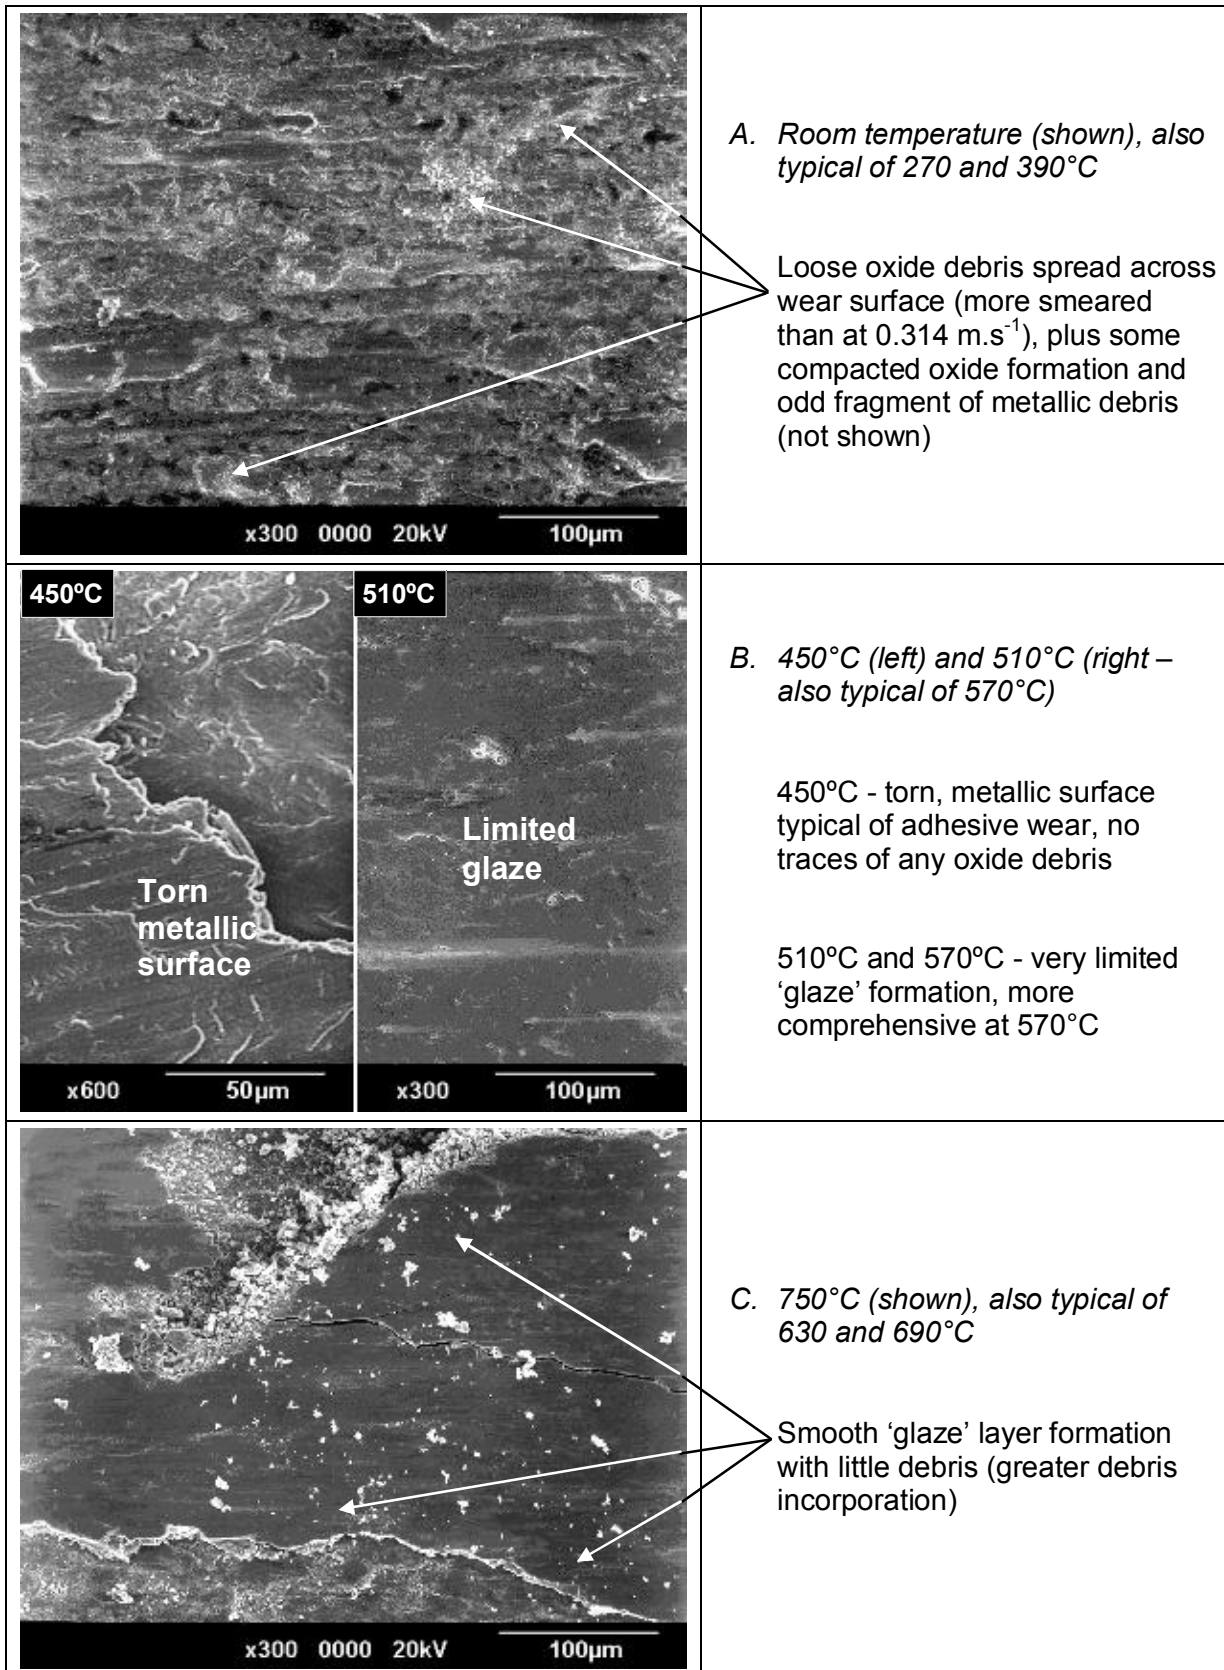 A. Room temperature (shown), also
typical of 270 and 390°C
Loose oxide debris spread across
wear surface (more smeared
than at 0.314 m.s-1), plus some
compacted oxide formation and
odd fragment of metallic debris
(not shown)
x300 0000 20kV 100µm
450ºC
510ºC
Torn
metallic
surface
Limited
glaze
x600 50µm
x300 100µm
B. 450°C (left) and 510°C (right –
also typical of 570°C)
450ºC - torn, metallic surface
typical of adhesive wear, no
traces of any oxide debris
510ºC and 570ºC - very limited
‘glaze’ formation, more
comprehensive at 570°C
C. 750°C (shown), also typical of
630 and 690°C
Smooth ‘glaze’ layer formation
with little debris (greater debris
incorporation)
x300 0000 20kV 100µm